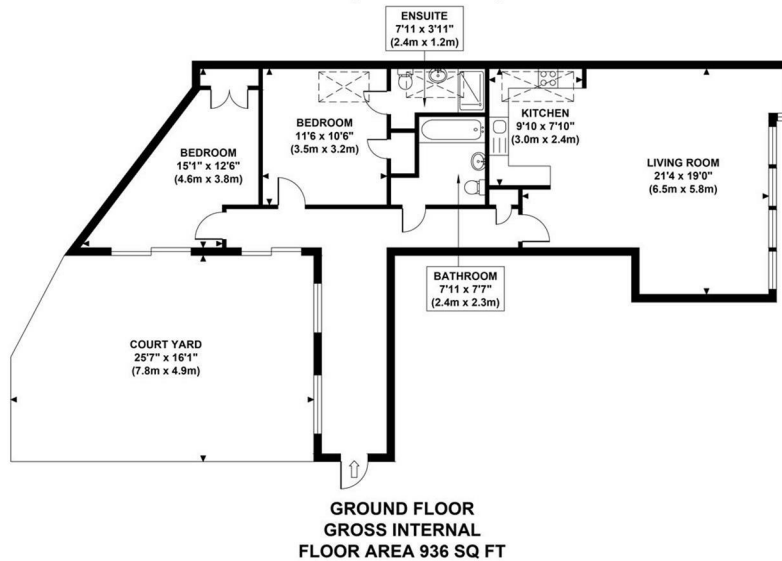 ENSUITE
7'11 x 3'11"
(2.4m x 1.2m)
KITCHEN
9'10 x 7'10"
(3.0m x 2.4m)
BEDROOM
11'6 x 10'6"
(3.5m x 3.2m)
BEDROOM
15'1" x 12'6"
(4.6m x 3.8m)
LIVING ROOM
21'4 x 19'0"
(6.5m x 5.8m)
BATHROOM
7'11 x 7'7"
(2.4m x 2.3m)
COURT YARD
25'7" x 16'1"
(7.8m x 4.9m)
GROUND FLOOR
GROSS INTERNAL
FLOOR AREA 936 SQ FT